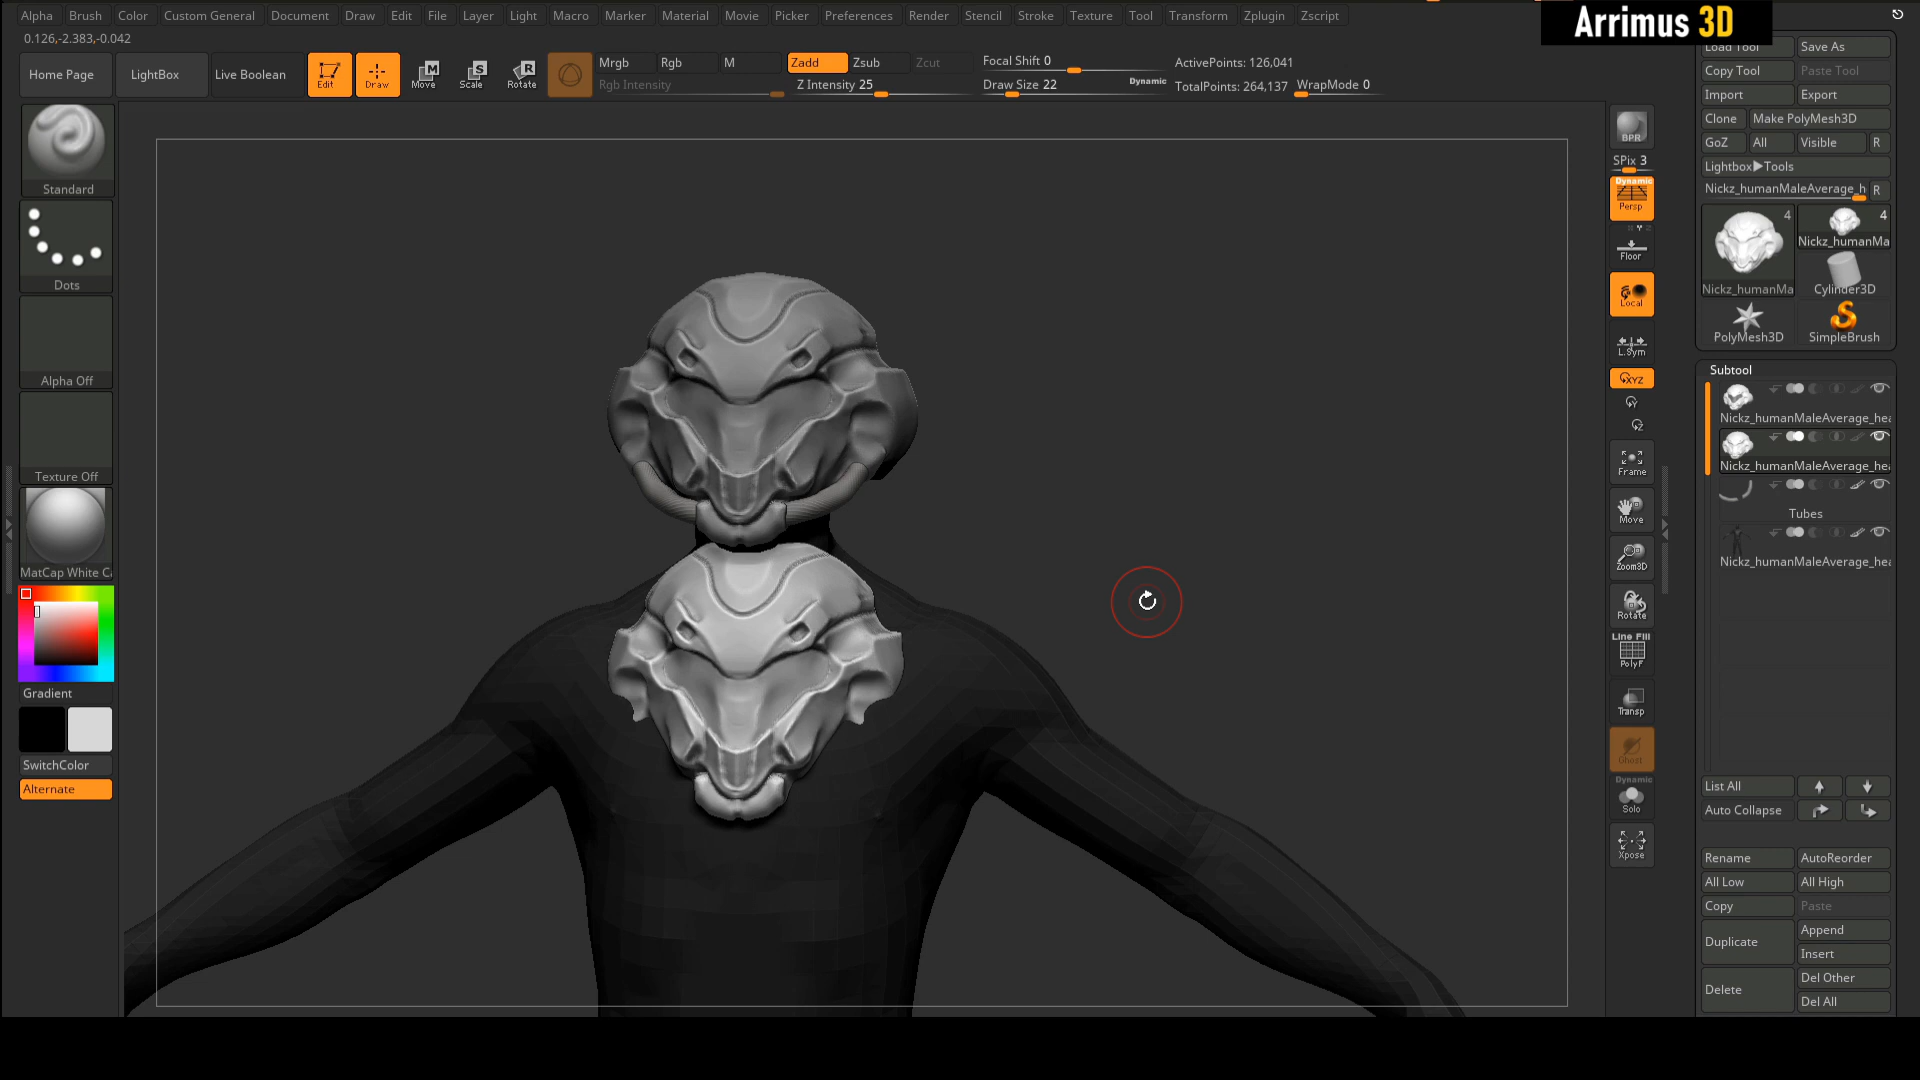 Alpha Brush Color Custom General Document Draw Edit File Layer Light Macro Marker Material Movie Picker Preferences Render Stencil Stroke Texture Tool Transform Zplugin Zscript
Arrimus 3D
0.126,-2.383,-0.042
Home Page
LightBox
Live Boolean
Edit
Draw
Move
Scale
Rotate
Mrgb Rgb M
Rgb Intensity
Zadd Zsub Zcut
Z Intensity 25
Focal Shift 0
Draw Size 22
Dynamic
ActivePoints: 126,041
TotalPoints: 264,137
WrapMode 0
Standard
Dots
Alpha Off
Texture Off
MatCap White C
Gradient
SwitchColor
Alternate
BPR
SPix 3
Dynamic
Persp
Floor
Local
L.Sym
XYZ
Frame
Move
Zoom3D
Rotate
Line Fill
PolyF
Transp
Ghost
Dynamic
Solo
Xpose
Load Tool Save As
Copy Tool Paste Tool
Import Export
Clone Make PolyMesh3D
GoZ All Visible R
Lightbox▶Tools
Nickz_humanMaleAverage_h R
4 4
Nickz_humanMa
Nickz_humanMa Cylinder3D
PolyMesh3D SimpleBrush
Subtool
Nickz_humanMaleAverage_hea
Nickz_humanMaleAverage_hea
Tubes
Nickz_humanMaleAverage_hea
List All
Auto Collapse
Rename AutoReorder
All Low All High
Copy Paste
Duplicate
Append
Insert
Delete
Del Other
Del All